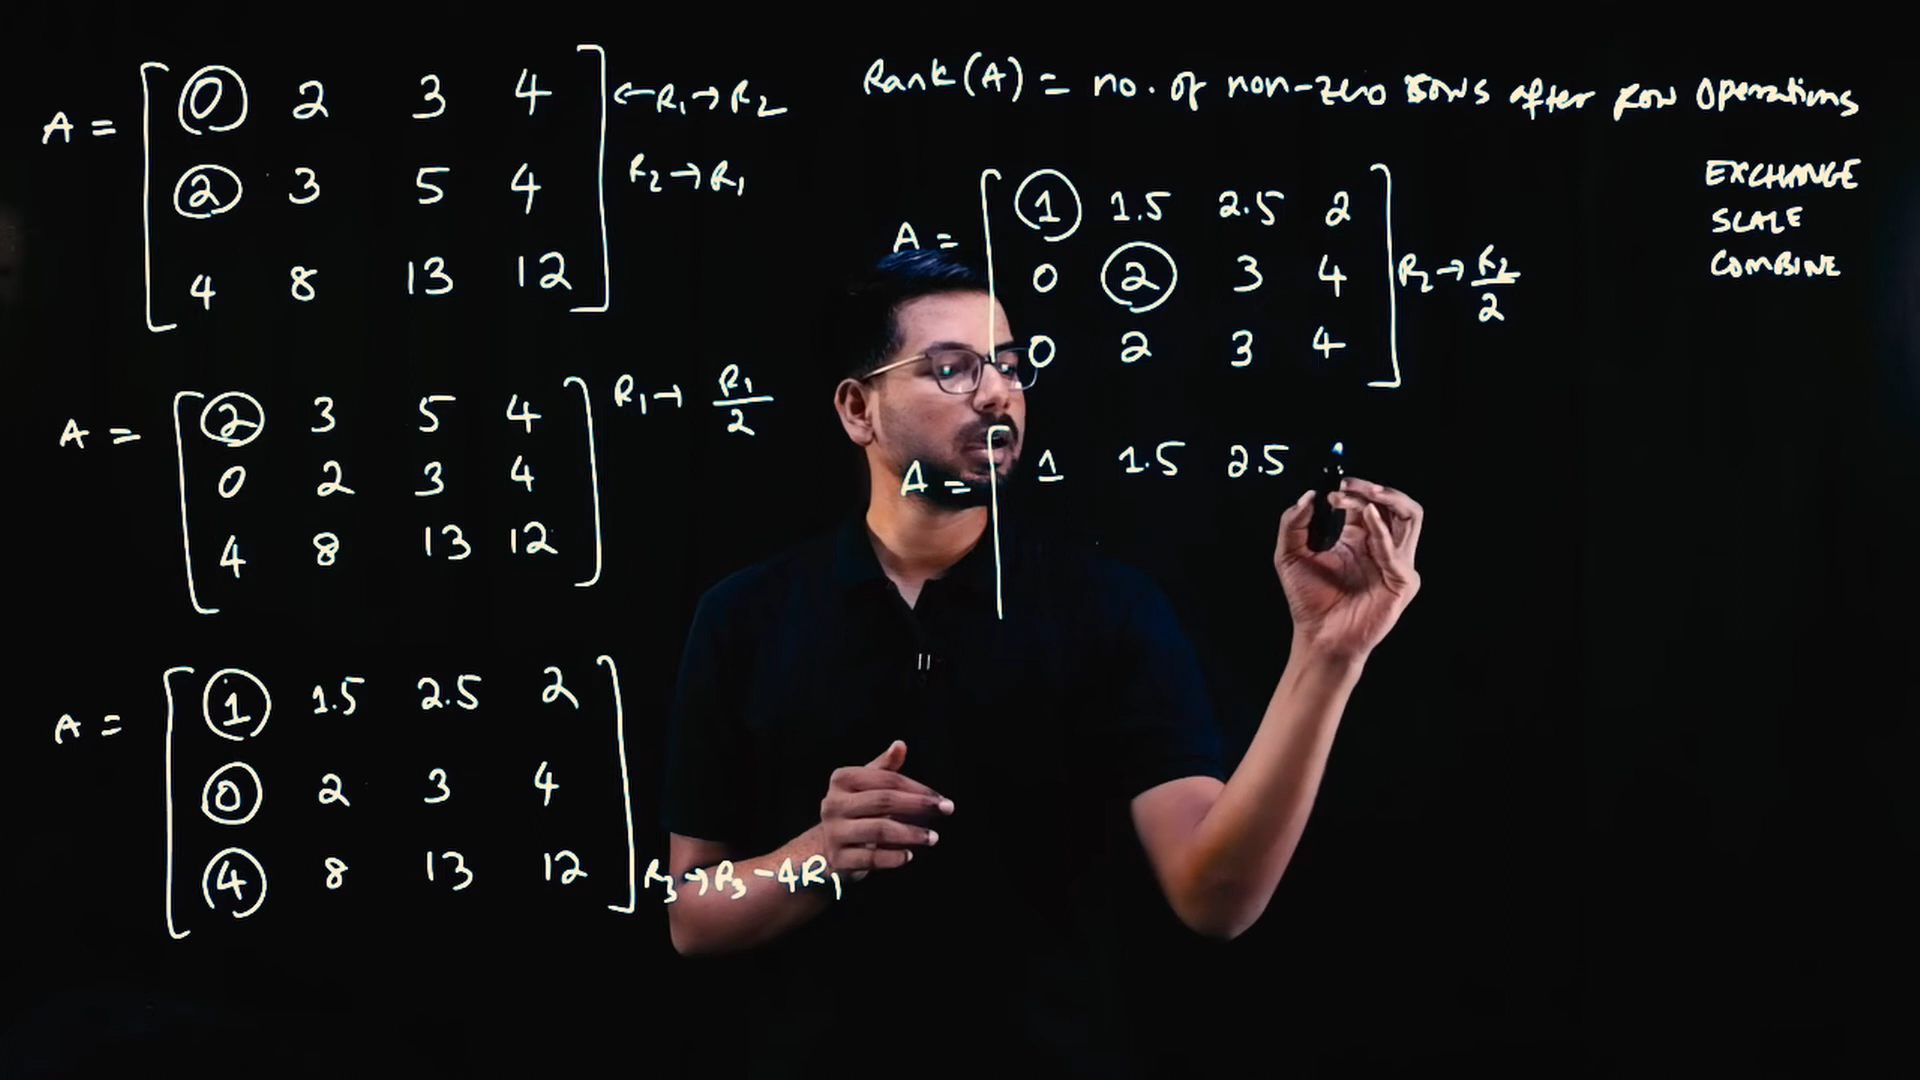 A = [ 0 2 3 4 ] ← R₁ → R₂
2 3 5 4 R₂ → R₁
4 8 13 12
A = [ 2 3 5 4 ] R₁ → R₁/2
0 2 3 4
4 8 13 12
A = [ 1 1.5 2.5 2 ]
0 2 3 4
4 8 13 12 R₃ → R₃ - 4R₁
Rank(A) = no. of non-zero rows after row operations
EXCHANGE
SCALE
COMBINE
A = [ 1 1.5 2.5 2 ]
0 2 3 4 R₂ → R₂/2
0 2 3 4
A = [ 1 1.5 2.5